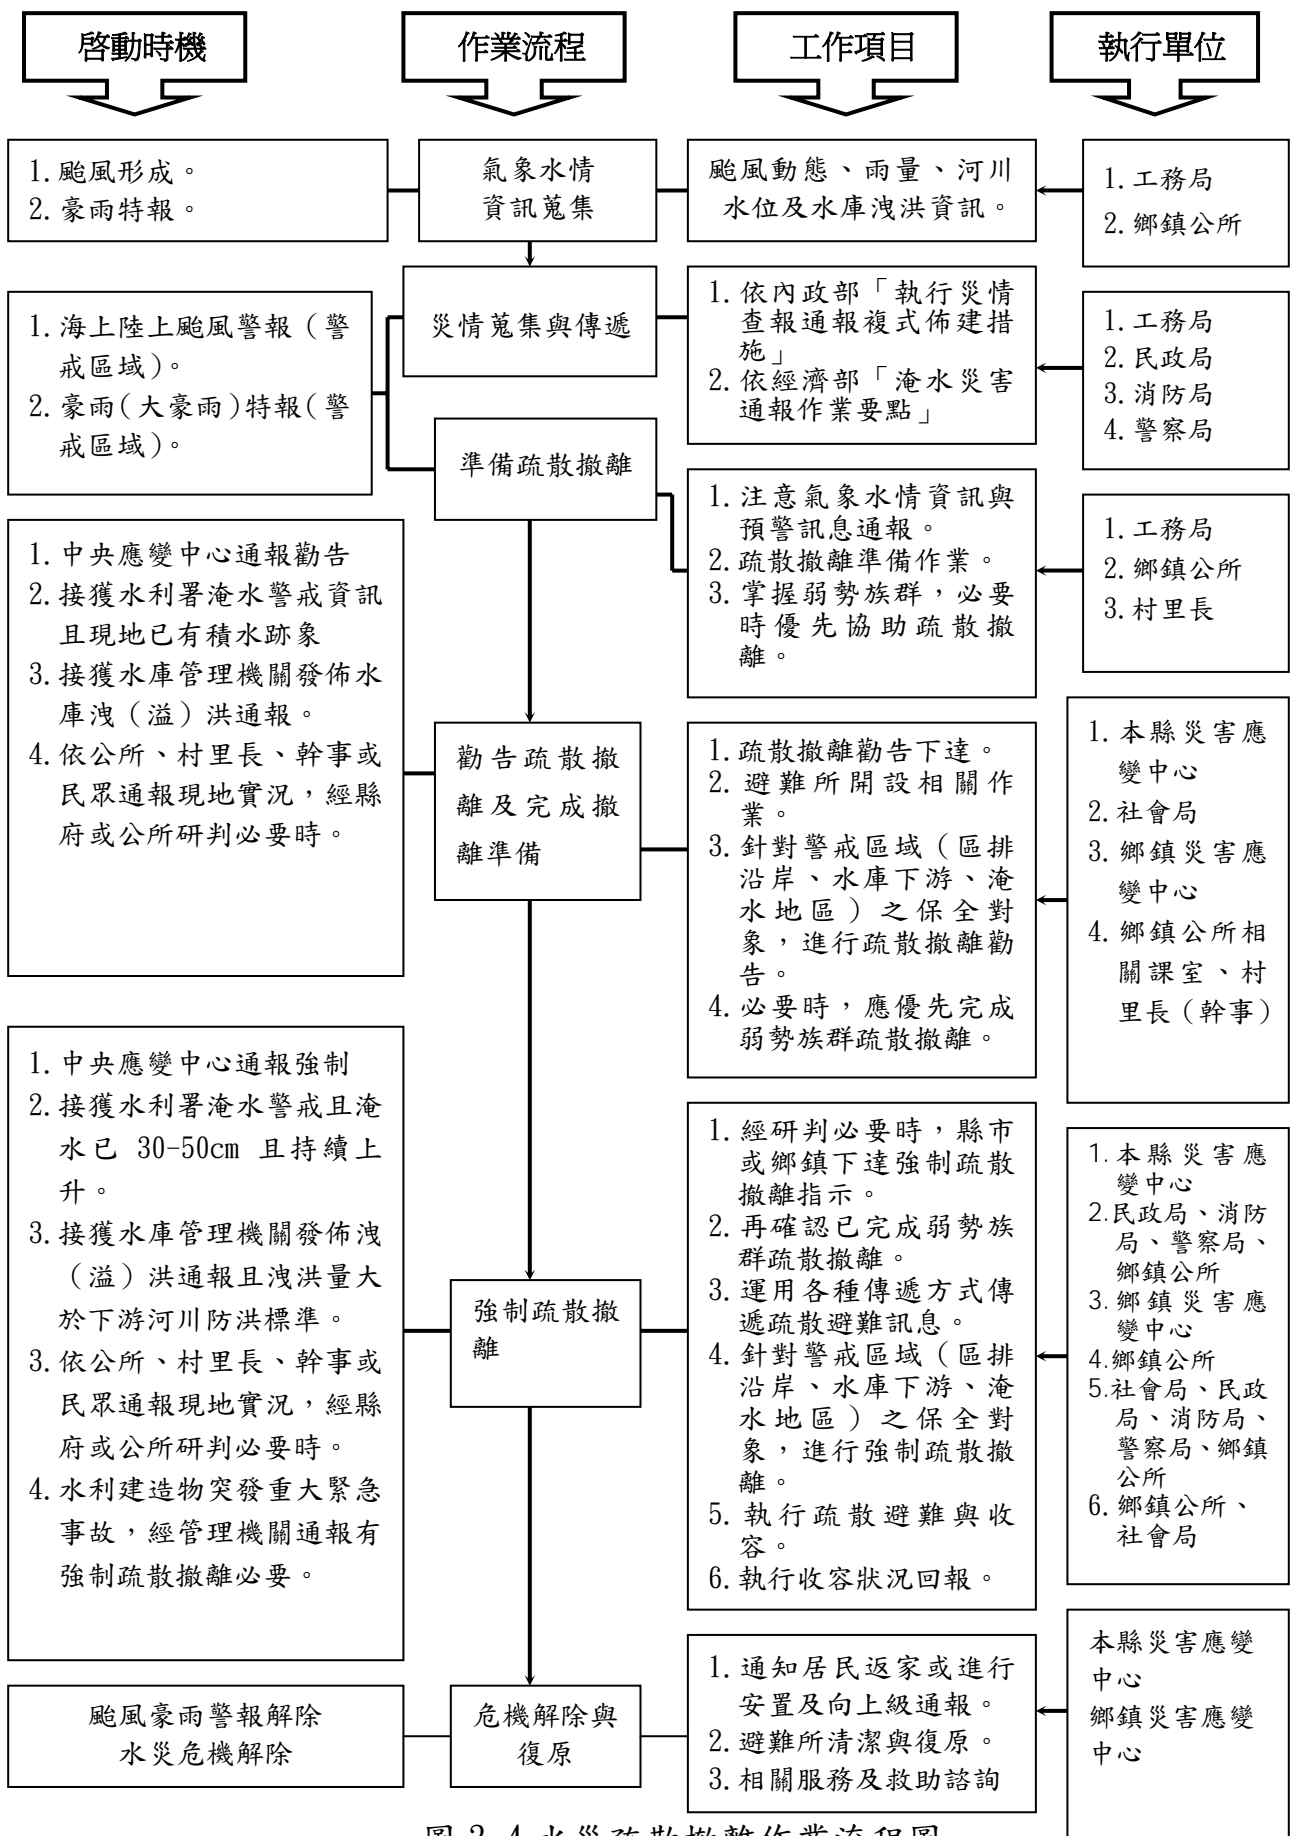 啓動時機
作業流程
工作項目
執行單位
1.颱風形成。
2.豪雨特報。
氣象水情
資訊蒐集
颱風動態、雨量、河川
水位及水庫洩洪資訊。
1.工務局
2.鄉鎮公所
1.海上陸上颱風警報（警
戒區域）。
2.豪雨(大豪雨)特報(警
戒區域)。
災情蒐集與傳遞
1.依內政部「執行災情
查報通報複式佈建措
施」
2.依經濟部「淹水災害
通報作業要點」
1.工務局
2.民政局
3.消防局
4.警察局
準備疏散撤離
1.注意氣象水情資訊與
預警訊息通報。
2.疏散撤離準備作業。
3.掌握弱勢族群，必要
時優先協助疏散撤
離。
1.工務局
2.鄉鎮公所
3.村里長
1.中央應變中心通報勸告
2.接獲水利署淹水警戒資訊
且現地已有積水跡象
3.接獲水庫管理機關發佈水
庫洩（溢）洪通報。
4.依公所、村里長、幹事或
民眾通報現地實況，經縣
府或公所研判必要時。
勸告疏散撤
離及完成撤
離準備
1.疏散撤離勸告下達。
2.避難所開設相關作
業。
3.針對警戒區域（區排
沿岸、水庫下游、淹
水地區）之保全對
象，進行疏散撤離勸
告。
4.必要時，應優先完成
弱勢族群疏散撤離。
1.本縣災害應
變中心
2.社會局
3.鄉鎮災害應
變中心
4.鄉鎮公所相
關課室、村
里長(幹事)
1.中央應變中心通報強制
2.接獲水利署淹水警戒且淹
水已 30-50cm 且持續上
升。
3.接獲水庫管理機關發佈洩
（溢）洪通報且洩洪量大
於下游河川防洪標準。
3.依公所、村里長、幹事或
民眾通報現地實況，經縣
府或公所研判必要時。
4.水利建造物突發重大緊急
事故，經管理機關通報有
強制疏散撤離必要。
強制疏散撤
離
1.經研判必要時，縣市
或鄉鎮下達強制疏散
撤離指示。
2.再確認已完成弱勢族
群疏散撤離。
3.運用各種傳遞方式傳
遞疏散避難訊息。
4.針對警戒區域（區排
沿岸、水庫下游、淹
水地區）之保全對
象，進行強制疏散撤
離。
5.執行疏散避難與收
容。
6.執行收容狀況回報。
1.本縣災害應
變中心
2.民政局、消防
局、警察局、
鄉鎮公所
3.鄉鎮災害應
變中心
4.鄉鎮公所
5.社會局、民政
局、消防局、
警察局、鄉鎮
公所
6.鄉鎮公所、
社會局
颱風豪雨警報解除
水災危機解除
危機解除與
復原
1.通知居民返家或進行
安置及向上級通報。
2.避難所清潔與復原。
3.相關服務及救助諮詢
本縣災害應變
中心
鄉鎮災害應變
中心
圖 2-4 水災疏散撤離作業流程圖